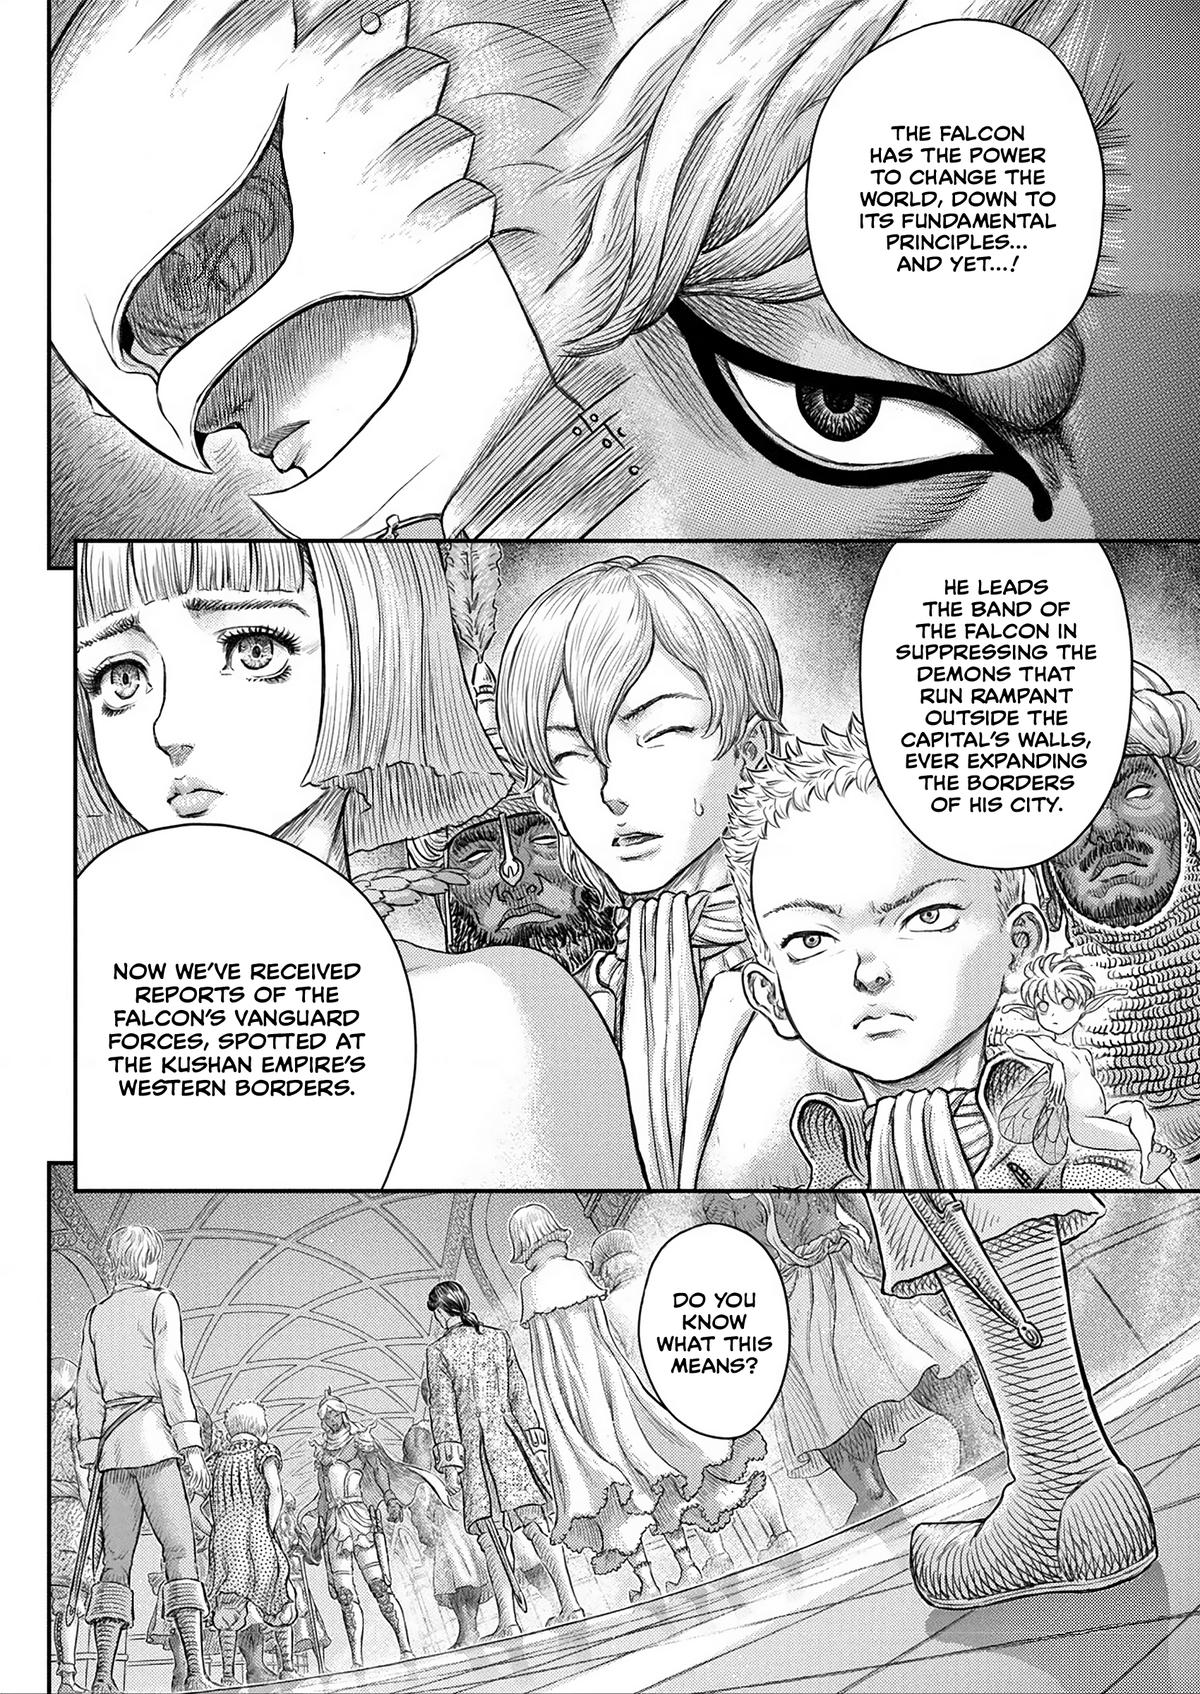 THE FALCON
HAS THE POWER
TO CHANGE THE
WORLD, DOWN TO
ITS FUNDAMENTAL
PRINCIPLES...
AND YET...!
HE LEADS
THE BAND OF
THE FALCON IN
SUPPRESSING THE
DEMONS THAT
RUN RAMPANT
OUTSIDE THE
CAPITAL'S WALLS,
EVER EXPANDING
THE BORDERS
OF HIS CITY.
NOW WE'VE RECEIVED
REPORTS OF THE
FALCON'S VANGUARD
FORCES, SPOTTED AT
THE KUSHAN EMPIRE'S
WESTERN BORDERS.
DO YOU
KNOW
WHAT THIS
MEANS?